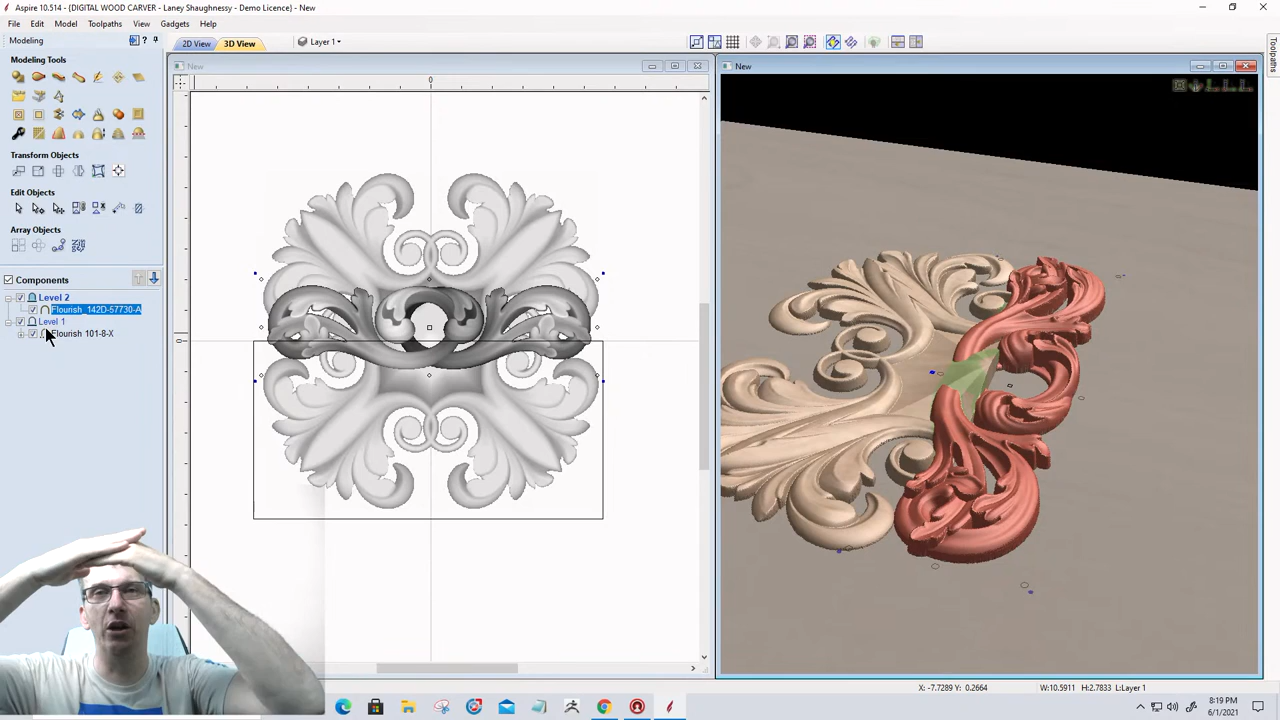 Aspire 10.514 - {DIGITAL WOOD CARVER - Laney Shaughnessy - Demo Licence} - New
File Edit Model Toolpaths View Gadgets Help
Modeling
2D View 3D View Layer 1
Toolpaths
Modeling Tools
New
New
0
0
Transform Objects
Edit Objects
Array Objects
Components
Level 2
Flourish_142D-57730-A
Level 1
Flourish 101-8-X
X: -7.7289 Y: 0.2664 W:10.5911 H:2.7833 L:Layer 1
8:19 PM
6/1/2021